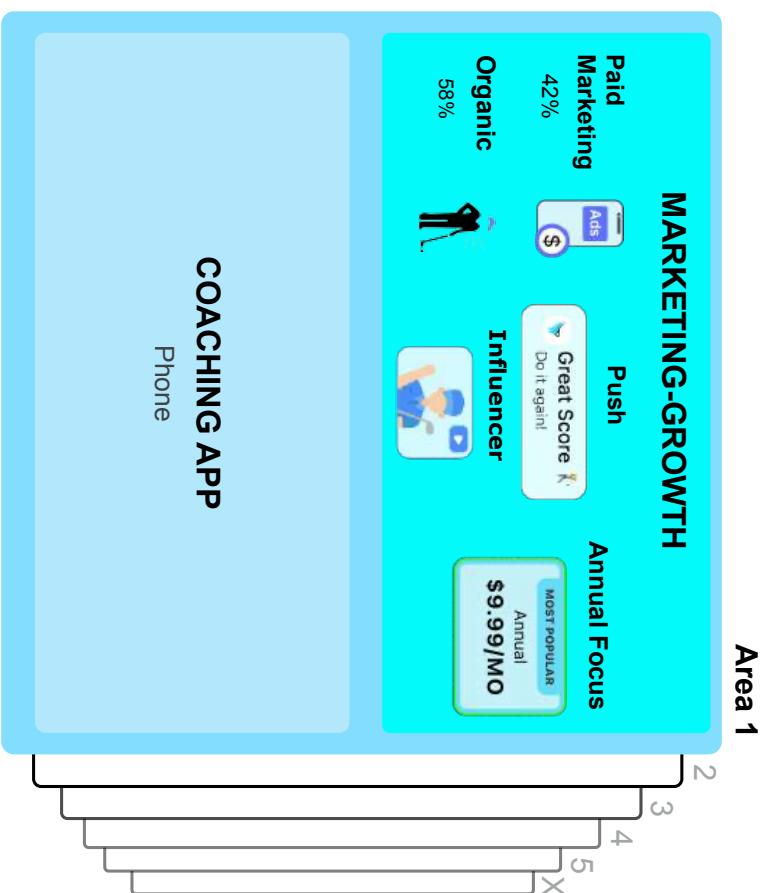 Area 1
MARKETING-GROWTH
Paid
Marketing
42%
Ads
$
Organic
58%
Push
Great Score
Do it again!
Influencer
Annual Focus
MOST POPULAR
Annual
$9.99/MO
COACHING APP
Phone
2
3
4
5
X